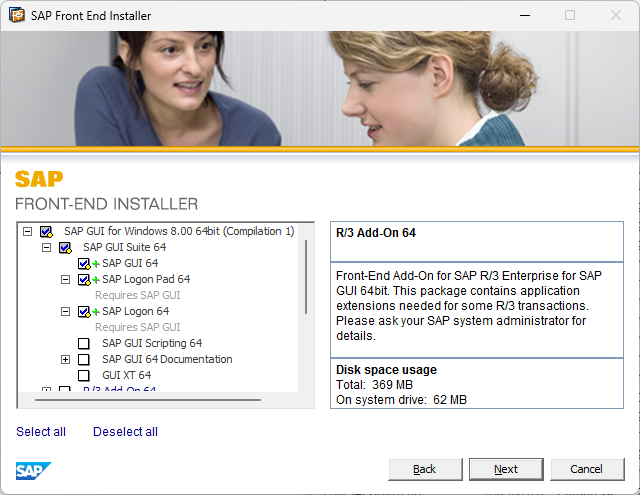 SAP Front End Installer
SAP
FRONT-END INSTALLER
SAP GUI for Windows 8.00 64bit (Compilation 1)
SAP GUI Suite 64
SAP GUI 64
SAP Logon Pad 64
Requires SAP GUI
SAP Logon 64
Requires SAP GUI
SAP GUI Scripting 64
SAP GUI 64 Documentation
GUI XT 64
R/3 Add-On 64
R/3 Add-On 64
Front-End Add-On for SAP R/3 Enterprise for SAP
GUI 64bit. This package contains application
extensions needed for some R/3 transactions.
Please ask your SAP system administrator for
details.
Disk space usage
Total: 369 MB
On system drive: 62 MB
Select all Deselect all
SAP
Back Next Cancel